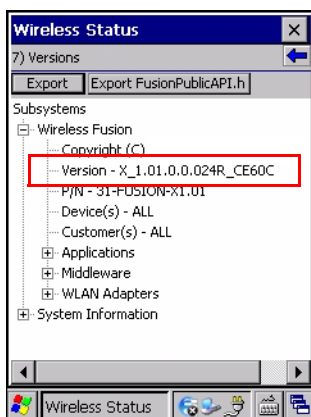 Wireless Status
7) Versions
Export Export FusionPublicAPI.h
Subsystems
Wireless Fusion
Copyright (C)
Version - X_1.01.0.0.024R_CE60C
P/N - 31-FUSION-X1.01
Device(s) - ALL
Customer(s) - ALL
Applications
Middleware
WLAN Adapters
System Information
Wireless Status